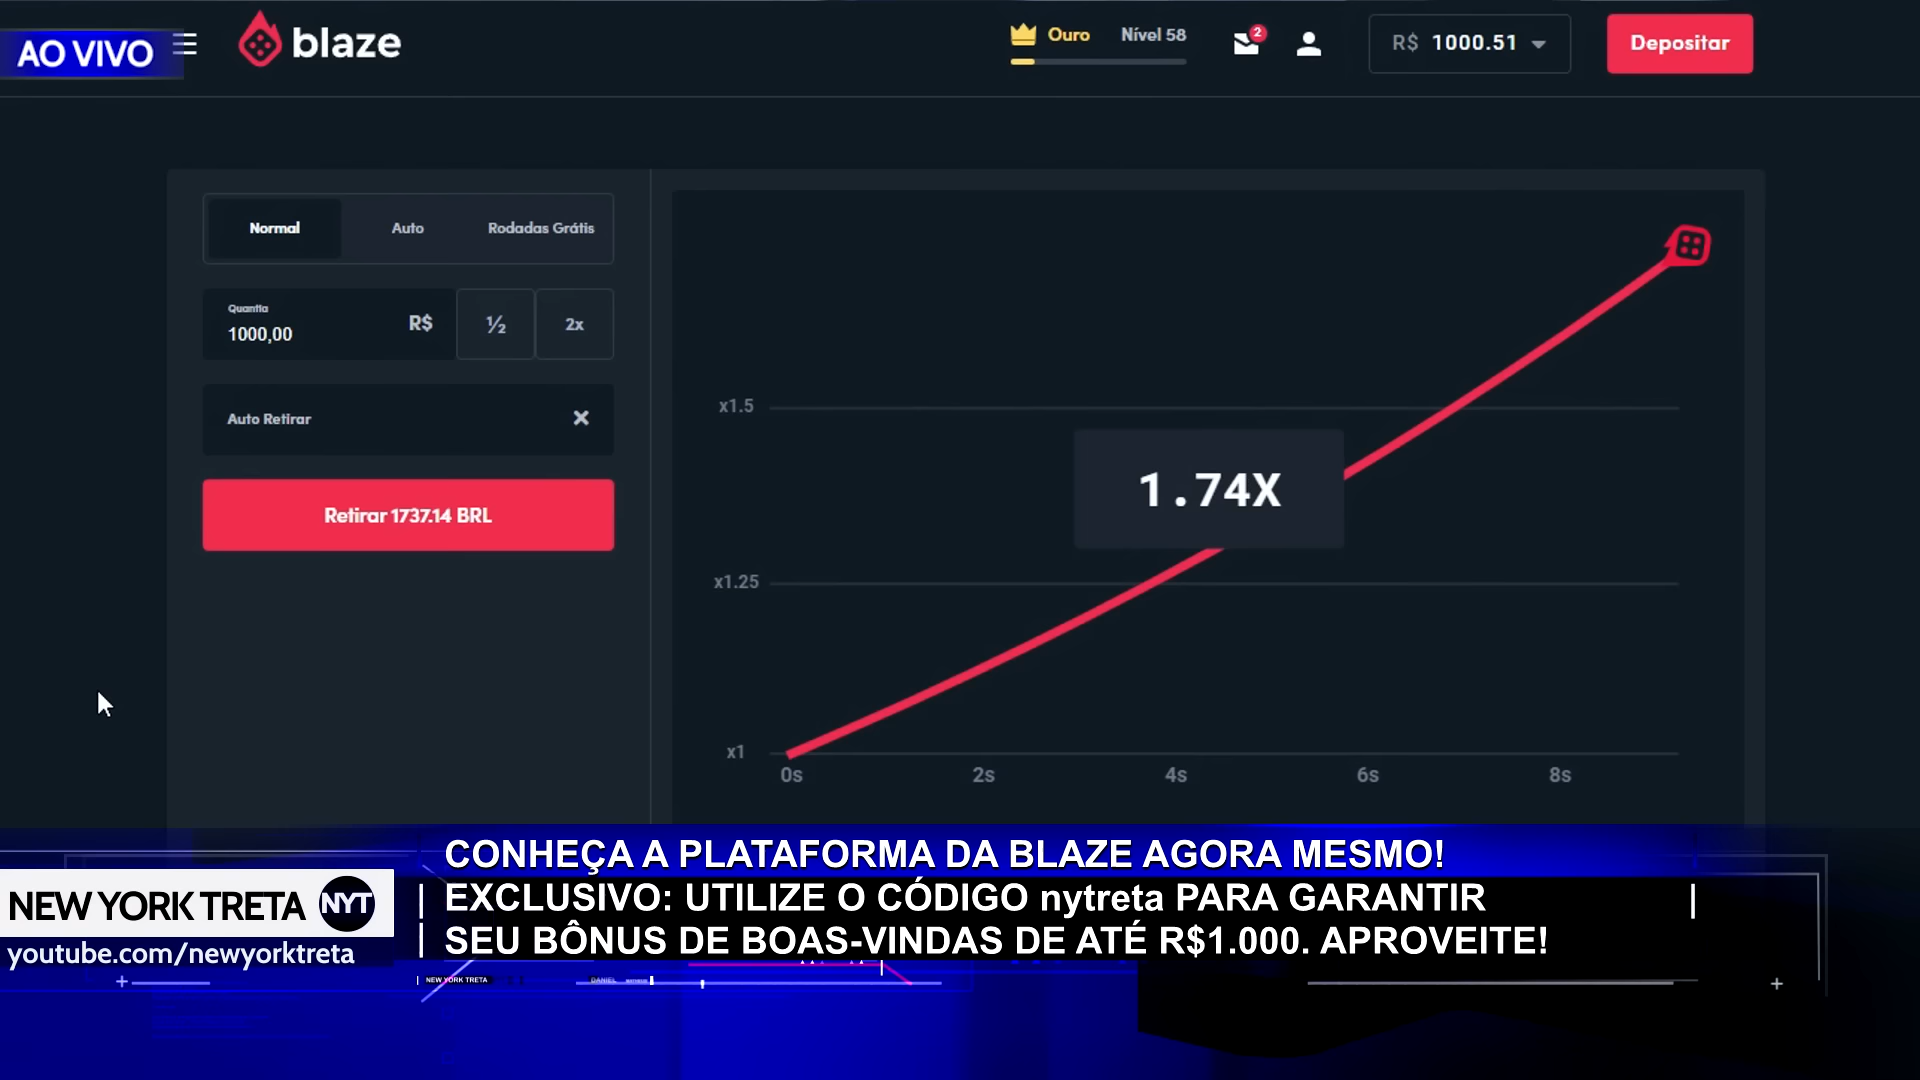 AO VIVO
blaze
Ouro
Nível 58
2
R$ 1000.51
Depositar
Normal
Auto
Rodadas Grátis
Quantia
1000,00
R$
½
2x
Auto Retirar
Retirar 1737.14 BRL
x1.5
1.74X
x1.25
x1
0s
2s
4s
6s
8s
CONHEÇA A PLATAFORMA DA BLAZE AGORA MESMO!
EXCLUSIVO: UTILIZE O CÓDIGO nytreta PARA GARANTIR
SEU BÔNUS DE BOAS-VINDAS DE ATÉ R$1.000. APROVEITE!
NEW YORK TRETA
NYT
youtube.com/newyorktreta
NEW YORK TRETA
DANIEL